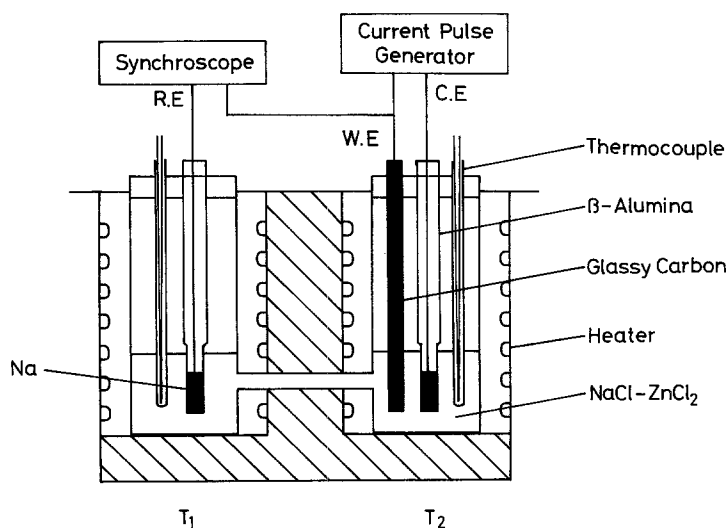 Synchroscope
Current Pulse
Generator
R.E
C.E
W.E
Thermocouple
β-Alumina
Glassy Carbon
Heater
Na
NaCl-ZnCl₂
T₁
T₂